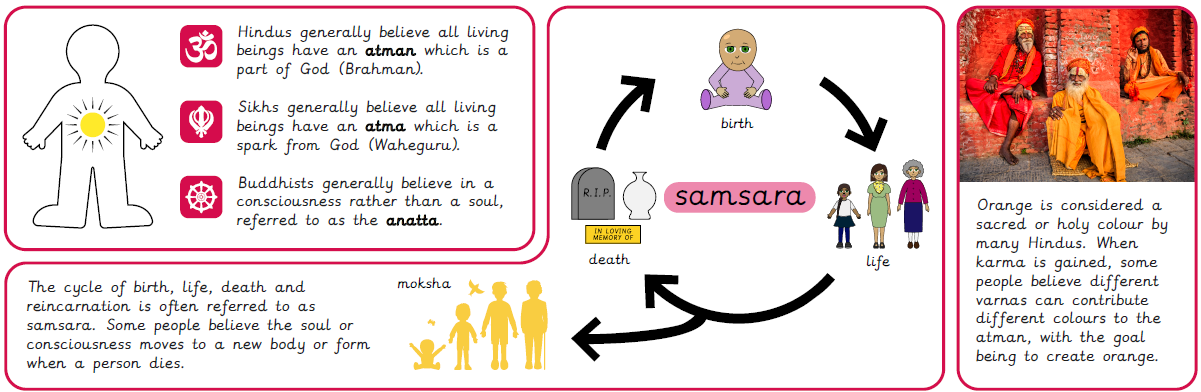 Hindus generally believe all living
beings have an atman which is a
part of God (Brahman).
Sikhs generally believe all living
beings have an atma which is a
spark from God (Waheguru).
Buddhists generally believe in a
consciousness rather than a soul,
referred to as the anatta.
The cycle of birth, life, death and
reincarnation is often referred to as
samsara. Some people believe the soul or
consciousness moves to a new body or form
when a person dies.
moksha
birth
samsara
R.I.P.
IN LOVING
MEMORY OF
death
life
Orange is considered a
sacred or holy colour by
many Hindus. When
karma is gained, some
people believe different
varnas can contribute
different colours to the
atman, with the goal
being to create orange.